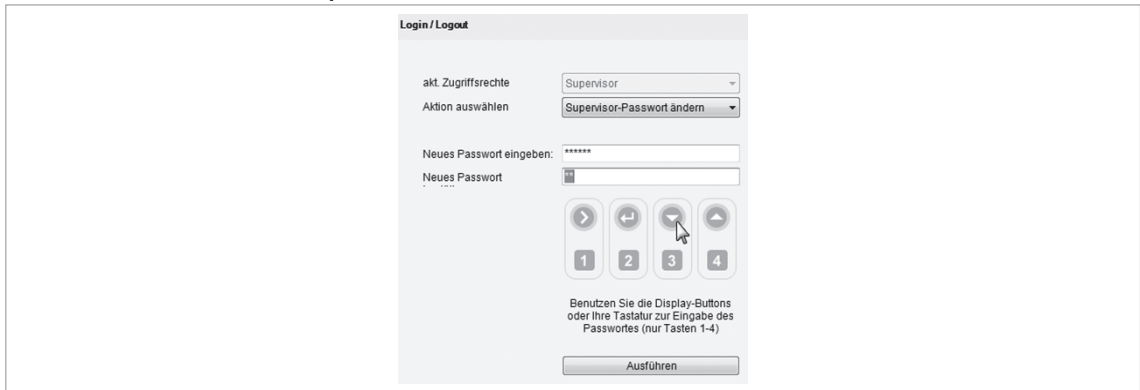 Login / Logout
akt. Zugriffsrechte
Supervisor
Aktion auswählen
Supervisor-Passwort ändern
Neues Passwort eingeben:
******
Neues Passwort
**
1 2 3 4
Benutzen Sie die Display-Buttons
oder Ihre Tastatur zur Eingabe des
Passwortes (nur Tasten 1-4)
Ausführen